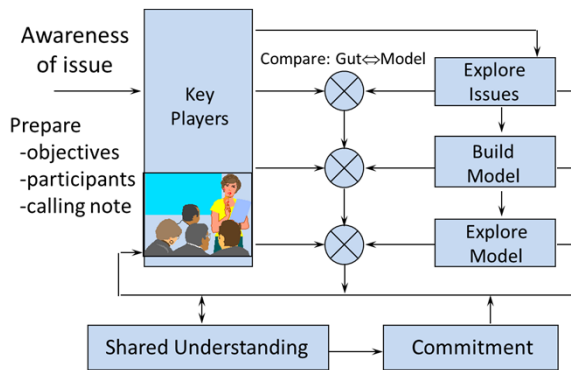 Awareness
of issue
Prepare
-objectives
-participants
-calling note
Key
Players
Compare: Gut⇔Model
Explore
Issues
Build
Model
Explore
Model
Shared Understanding
Commitment